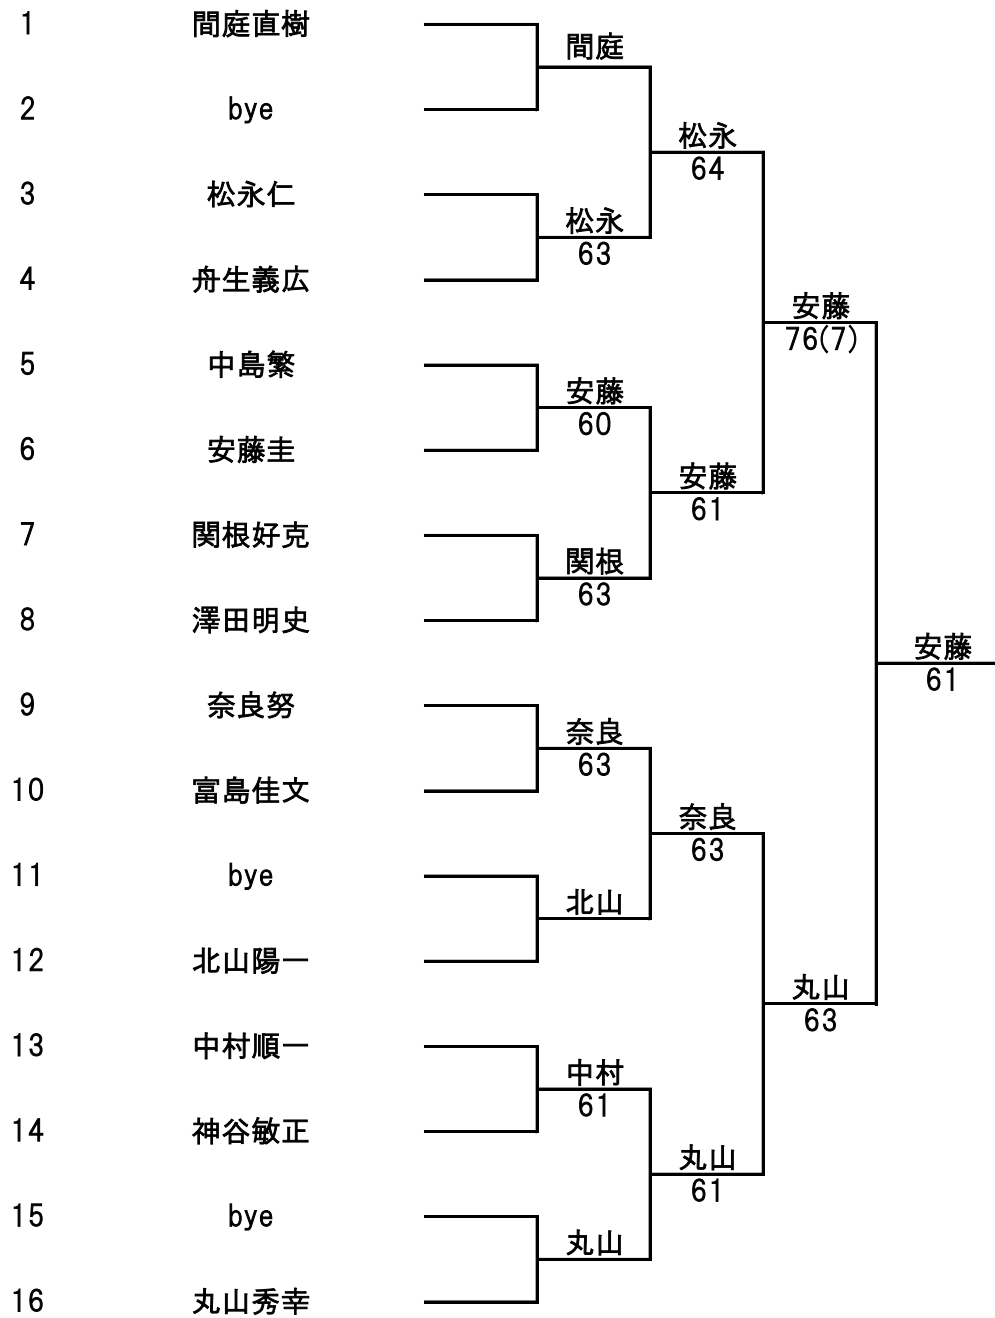 1 間庭直樹
間庭
2 bye
松永
64
3 松永仁
松永
63
4 舟生義広
安藤
76(7)
5 中島繁
安藤
60
6 安藤圭
安藤
61
7 関根好克
関根
63
8 澤田明史
安藤
61
9 奈良努
奈良
63
10 富島佳文
奈良
63
11 bye
北山
12 北山陽一
丸山
63
13 中村順一
中村
61
14 神谷敏正
丸山
61
15 bye
丸山
16 丸山秀幸